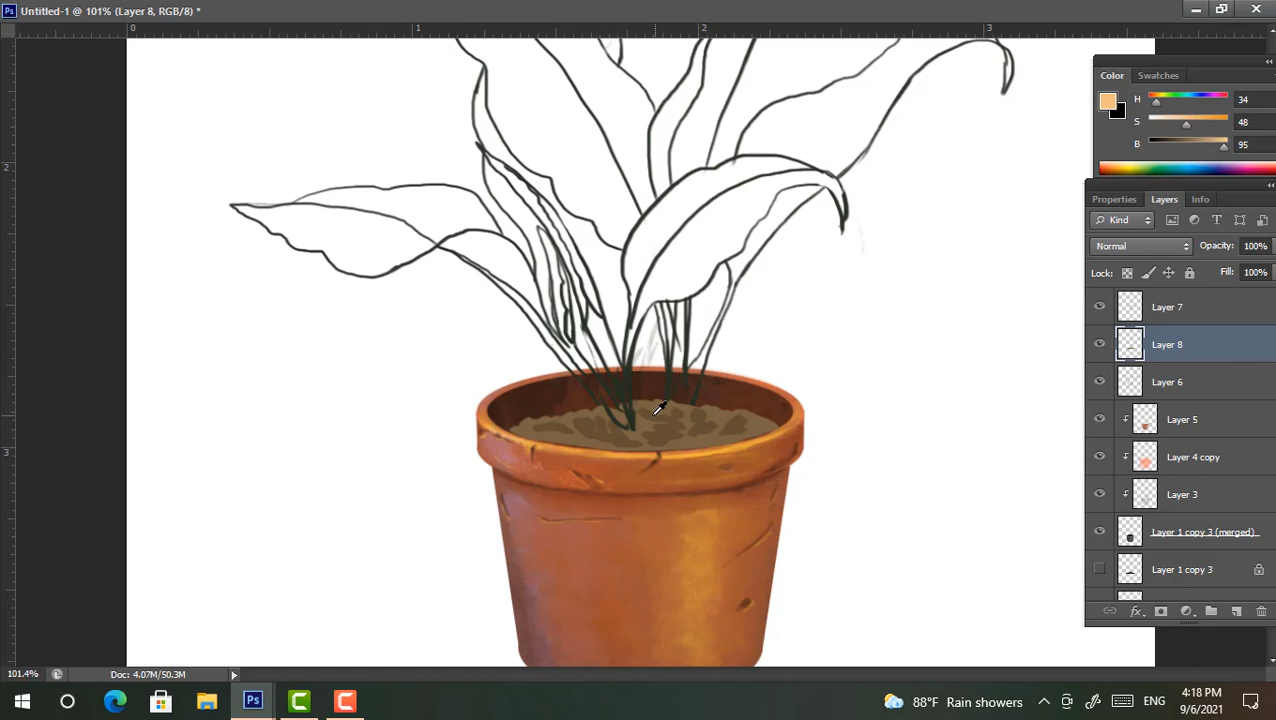 Ps Untitled-1 @ 101% (Layer 8, RGB/8) *
0 1 2 3
2
3
Color Swatches
H 34
S 48
B 95
Properties Layers Info
Kind
Normal Opacity: 100%
Lock: Fill: 100%
Layer 7
Layer 8
Layer 6
Layer 5
Layer 4 copy
Layer 3
Layer 1 copy 3 (merged)
Layer 1 copy 3
fx
101.4% Doc: 4.07M/50.3M
Ps 88°F Rain showers ENG 4:18 PM
9/6/2021